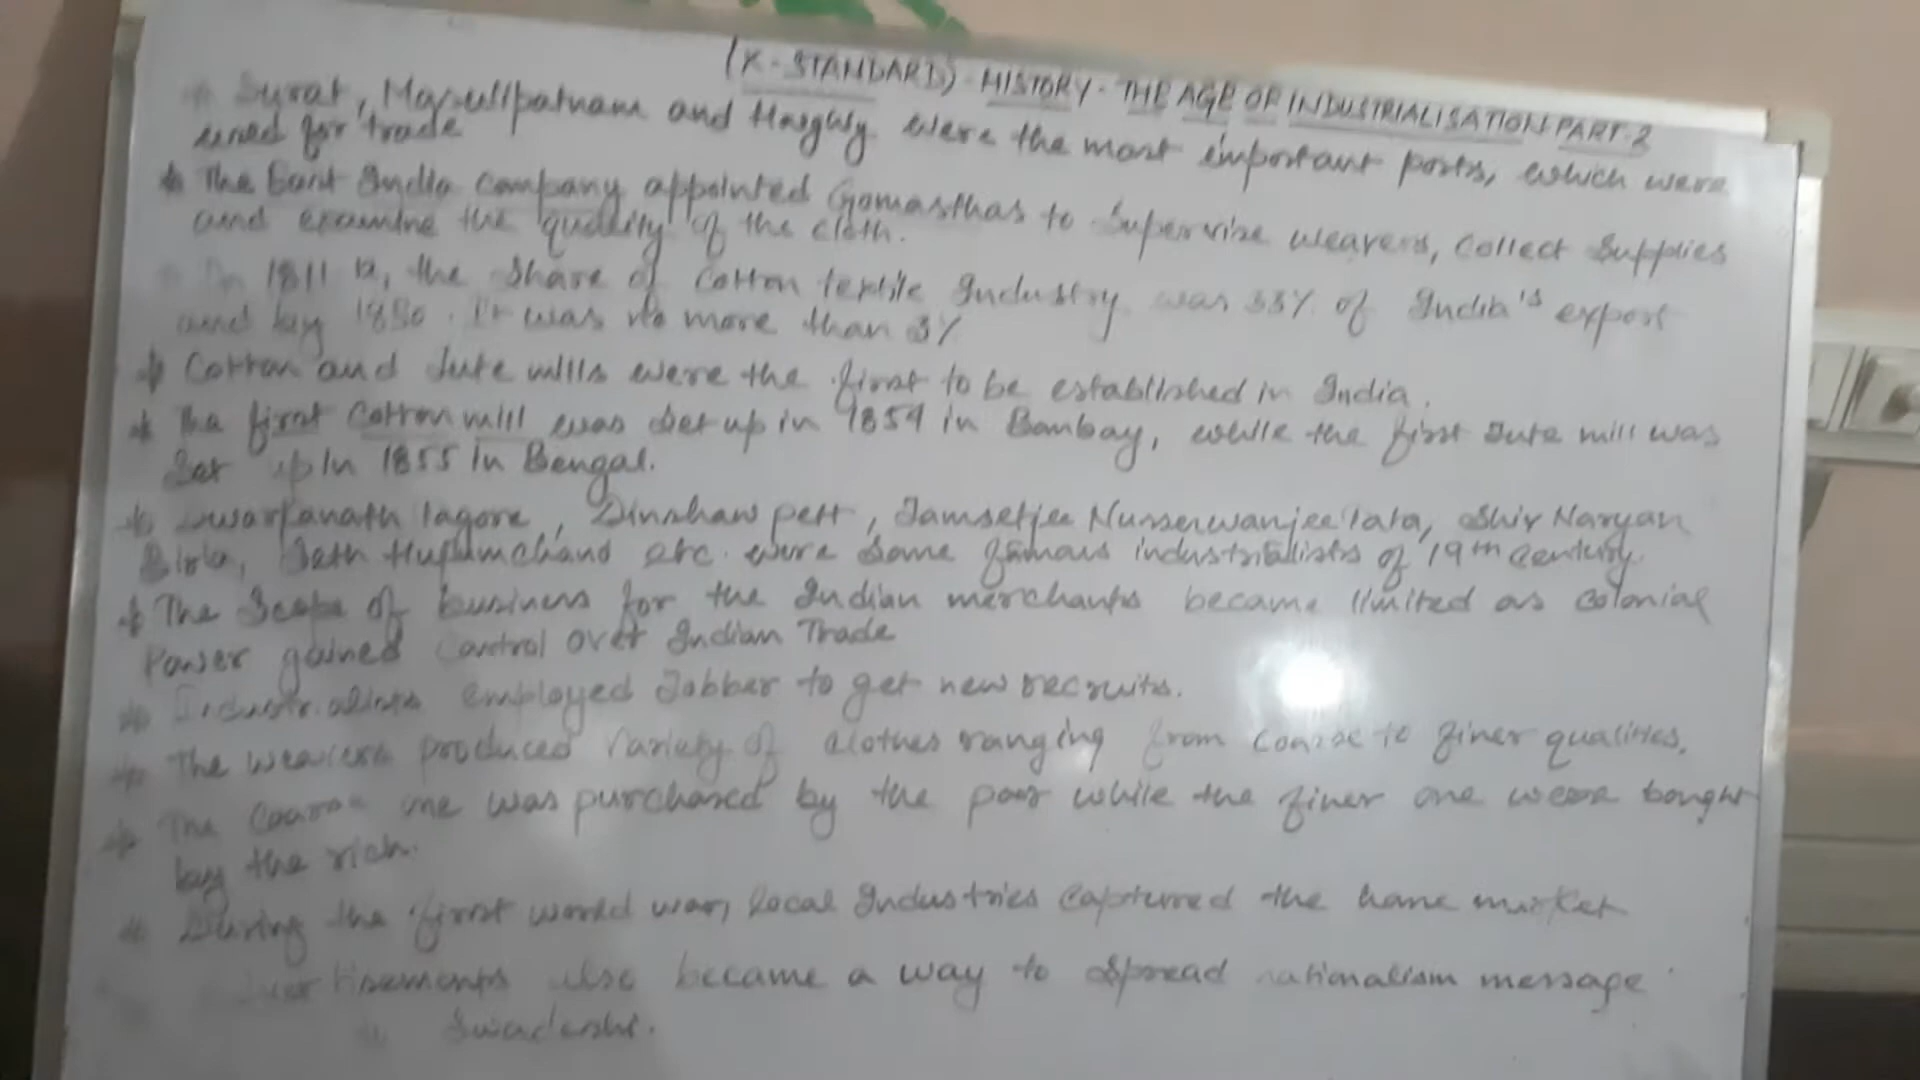 (X-STANDARD)-HISTORY-THE AGE OF INDUSTRIALISATION PART-2
* Surat, Masulipatnam and Hooghly were the most important ports, which were
used for trade
* The East India Company appointed Gomasthas to Supervise weavers, collect Supplies
and examine the quality of the cloth.
In 1811 12, the Share of Cotton textile Industry was 33% of India's export
and by 1850. It was no more than 3%
* Cotton and Jute mills were the first to be established in India.
* The first Cotton mill was set up in 1854 in Bombay, while the first Jute mill was
Set up in 1855 in Bengal.
* Dwarkanath Tagore, Dinshaw pett, Jamsetjee Nusserwanjee Tata, Shiv Naryan
Birla, Seth Hukumchand etc. were some famous industrialists of 19th century.
* The Scope of business for the Indian merchants became limited as Colonial
Power gained Control over Indian Trade
* Industrialists employed Jobber to get new recruits.
* The weavers produced Variety of clothes ranging from Coarse to finer qualities.
* The Coarse one was purchased by the poor while the finer one were bought
by the rich.
* During the first world war, local Industries Captured the home market
also became a way to spread nationalism message
Swadeshi.